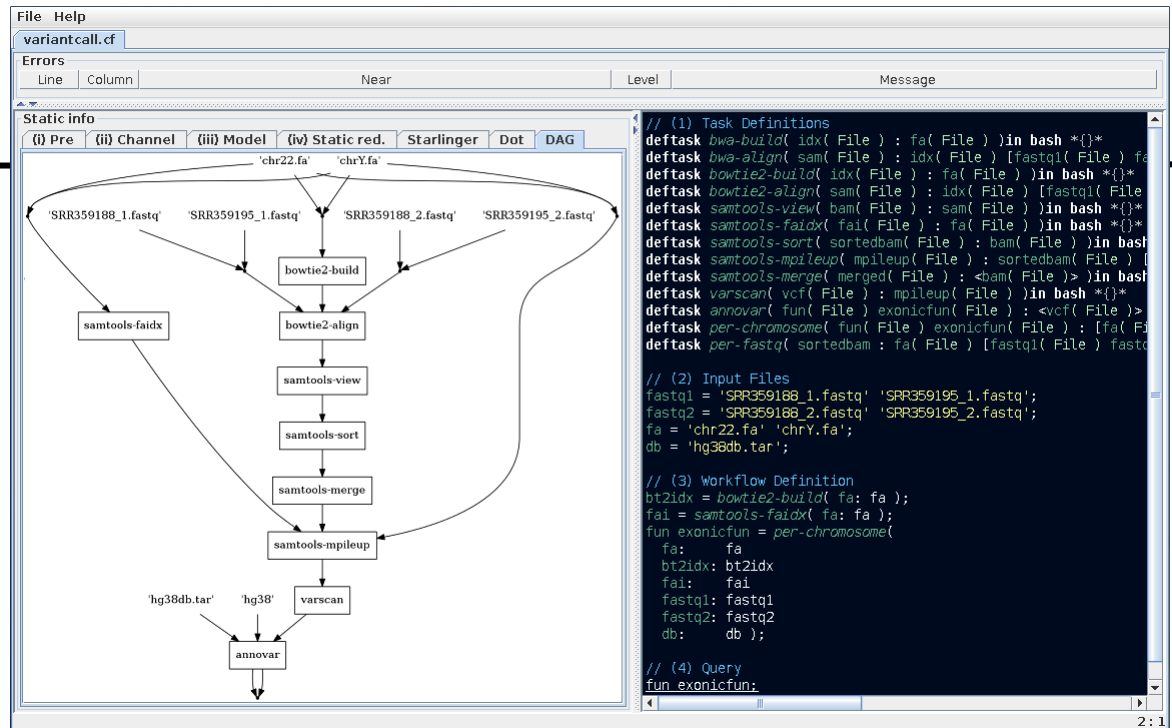 File Help
variantcall.cf
Errors
Line Column Near Level Message
Static info
(i) Pre (ii) Channel (iii) Model (iv) Static red. Starlinger Dot DAG
'chr22.fa' 'chrY.fa'
'SRR359188_1.fastq' 'SRR359195_1.fastq' 'SRR359188_2.fastq' 'SRR359195_2.fastq'
bowtie2-build
samtools-faidx
bowtie2-align
samtools-view
samtools-sort
samtools-merge
samtools-mpileup
'hg38db.tar' 'hg38' varscan
annovar
// (1) Task Definitions
deftask bwa-build( idx( File ) : fa( File ) )in bash *{}*
deftask bwa-align( sam( File ) : idx( File ) [fastq1( File ) fa
deftask bowtie2-build( idx( File ) : fa( File ) )in bash *{}*
deftask bowtie2-align( sam( File ) : idx( File ) [fastq1( File
deftask samtools-view( bam( File ) : sam( File ) )in bash *{}*
deftask samtools-faidx( fai( File ) : fa( File ) )in bash *{}*
deftask samtools-sort( sortedbam( File ) : bam( File ) )in bash
deftask samtools-mpileup( mpileup( File ) : sortedbam( File ) [
deftask samtools-merge( merged( File ) : <bam( File )> )in bash
deftask varscan( vcf( File ) : mpileup( File ) )in bash *{}*
deftask annovar( fun( File ) exonicfun( File ) : <vcf( File )>
deftask per-chromosome( fun( File ) exonicfun( File ) : [fa( Fi
deftask per-fastq( sortedbam : fa( File ) [fastq1( File ) fastq
// (2) Input Files
fastq1 = 'SRR359188_1.fastq' 'SRR359195_1.fastq';
fastq2 = 'SRR359188_2.fastq' 'SRR359195_2.fastq';
fa = 'chr22.fa' 'chrY.fa';
db = 'hg38db.tar';
// (3) Workflow Definition
bt2idx = bowtie2-build( fa: fa );
fai = samtools-faidx( fa: fa );
fun exonicfun = per-chromosome(
fa: fa
bt2idx: bt2idx
fai: fai
fastq1: fastq1
fastq2: fastq2
db: db );
// (4) Query
fun exonicfun;
2:1